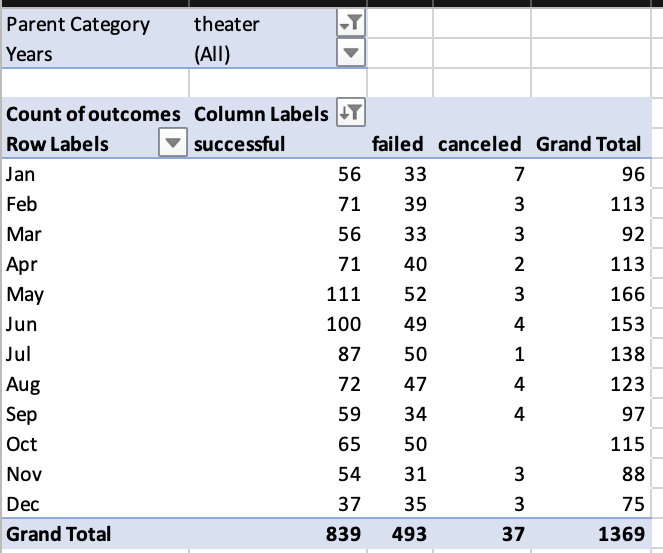 Parent Category theater
Years (All)
Count of outcomes Column Labels
Row Labels successful failed canceled Grand Total
Jan 56 33 7 96
Feb 71 39 3 113
Mar 56 33 3 92
Apr 71 40 2 113
May 111 52 3 166
Jun 100 49 4 153
Jul 87 50 1 138
Aug 72 47 4 123
Sep 59 34 4 97
Oct 65 50 115
Nov 54 31 3 88
Dec 37 35 3 75
Grand Total 839 493 37 1369